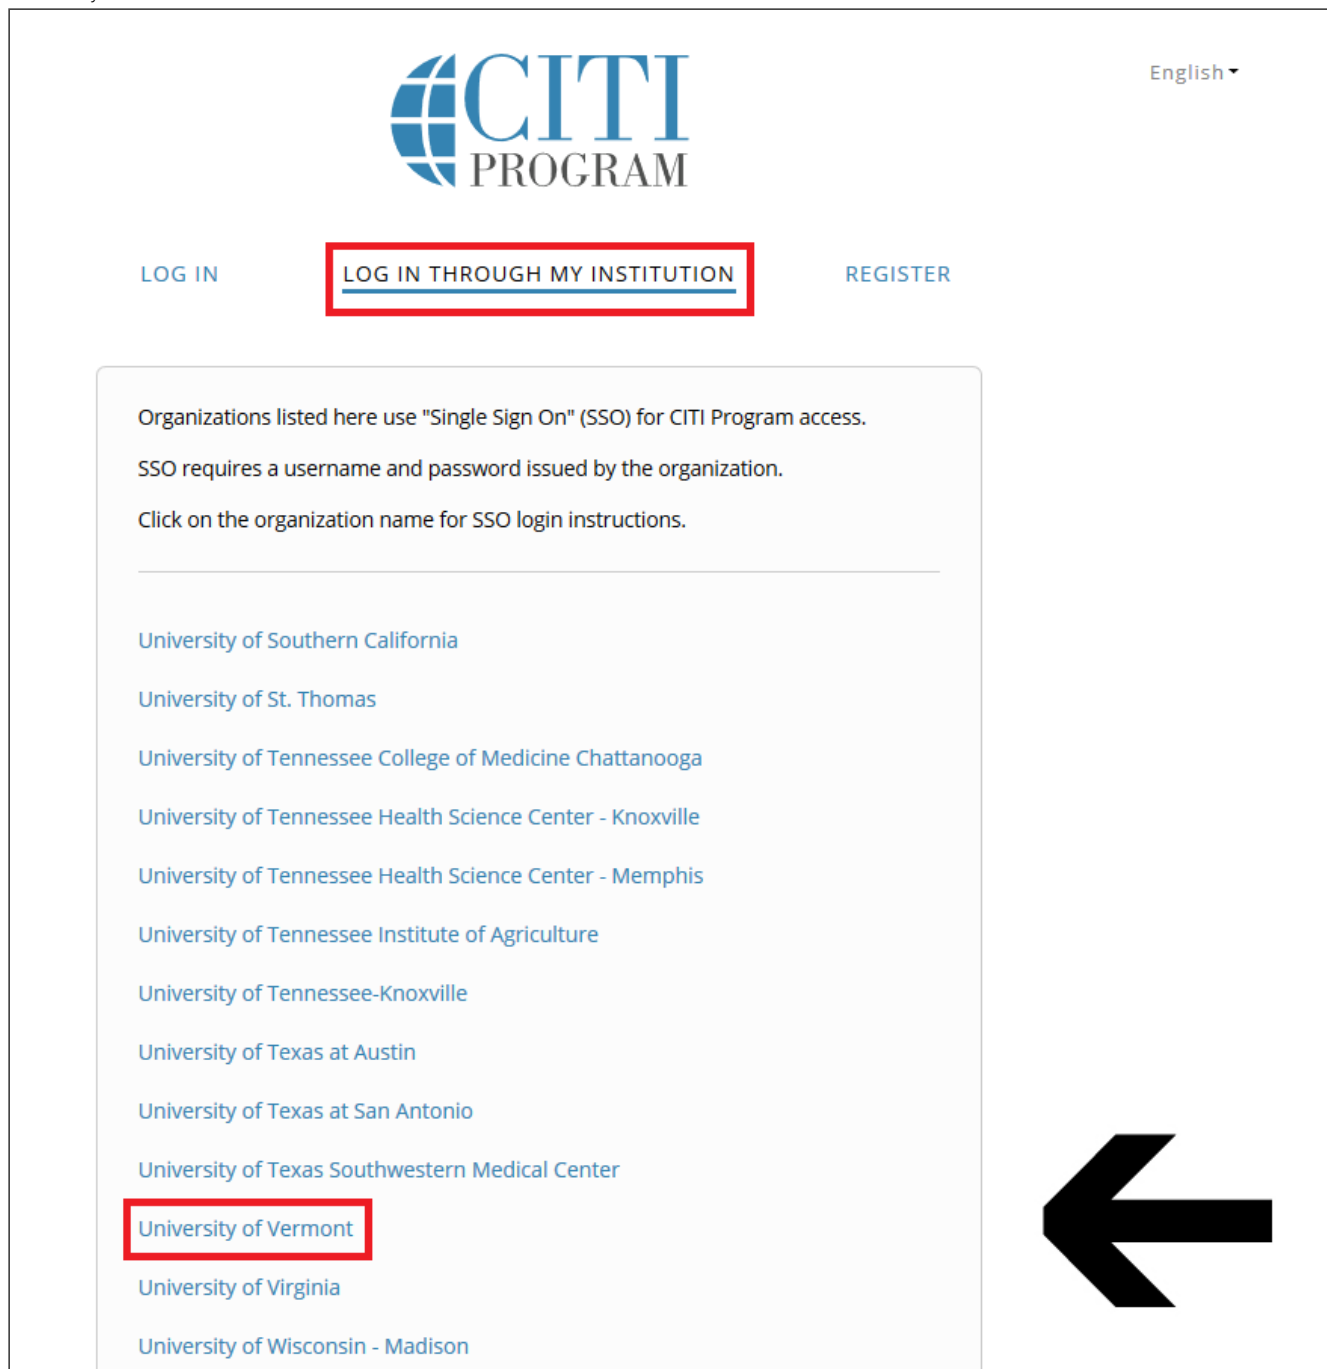 English
CITI
PROGRAM
LOG IN
LOG IN THROUGH MY INSTITUTION
REGISTER
Organizations listed here use "Single Sign On" (SSO) for CITI Program access.
SSO requires a username and password issued by the organization.
Click on the organization name for SSO login instructions.
University of Southern California
University of St. Thomas
University of Tennessee College of Medicine Chattanooga
University of Tennessee Health Science Center - Knoxville
University of Tennessee Health Science Center - Memphis
University of Tennessee Institute of Agriculture
University of Tennessee-Knoxville
University of Texas at Austin
University of Texas at San Antonio
University of Texas Southwestern Medical Center
University of Vermont
University of Virginia
University of Wisconsin - Madison